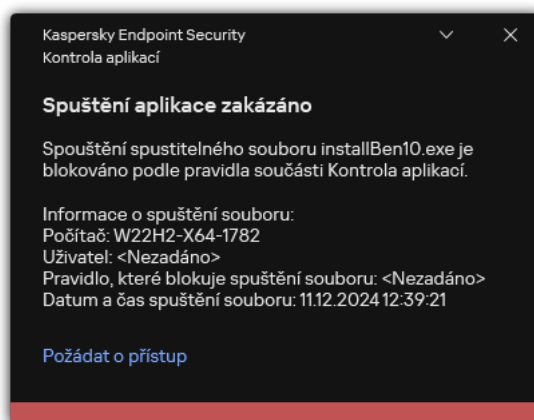 Kaspersky Endpoint Security
Kontrola aplikací
Spuštění aplikace zakázáno
Spouštění spustitelného souboru installBen10.exe je
blokováno podle pravidla součásti Kontrola aplikací.
Informace o spuštění souboru:
Počítač: W22H2-X64-1782
Uživatel: <Nezadáno>
Pravidlo, které blokuje spuštění souboru: <Nezadáno>
Datum a čas spuštění souboru: 11.12.2024 12:39:21
Požádat o přístup